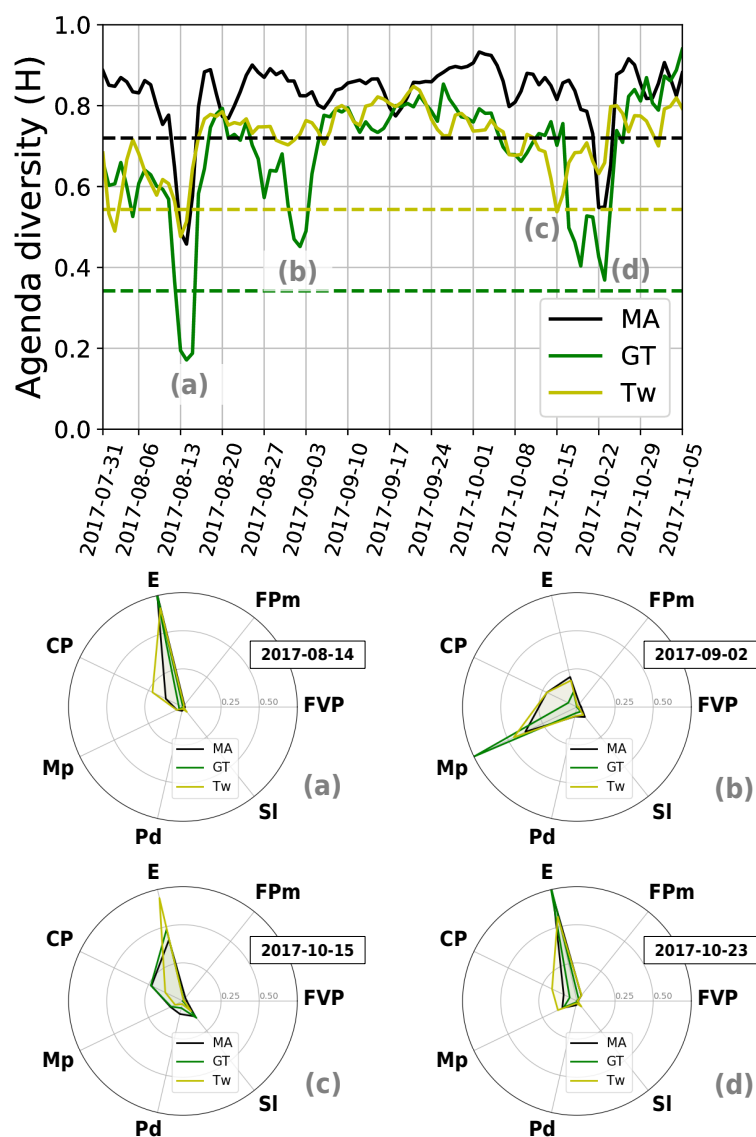 1.0
0.8
0.6
0.4
0.2
0.0
Agenda diversity (H)
(a)
(b)
(c)
(d)
MA
GT
Tw
2017-07-31
2017-08-06
2017-08-13
2017-08-20
2017-08-27
2017-09-03
2017-09-10
2017-09-17
2017-09-24
2017-10-01
2017-10-08
2017-10-15
2017-10-22
2017-10-29
2017-11-05
E
FPm
CP
2017-08-14
0.25
0.50
FVP
MA
GT
Tw
Mp
(a)
Sl
Pd
E
FPm
CP
2017-09-02
0.25
0.50
FVP
MA
GT
Tw
Mp
(b)
Sl
Pd
E
FPm
CP
2017-10-15
0.25
0.50
FVP
MA
GT
Tw
Mp
(c)
Sl
Pd
E
FPm
CP
2017-10-23
0.25
0.50
FVP
MA
GT
Tw
Mp
(d)
Sl
Pd